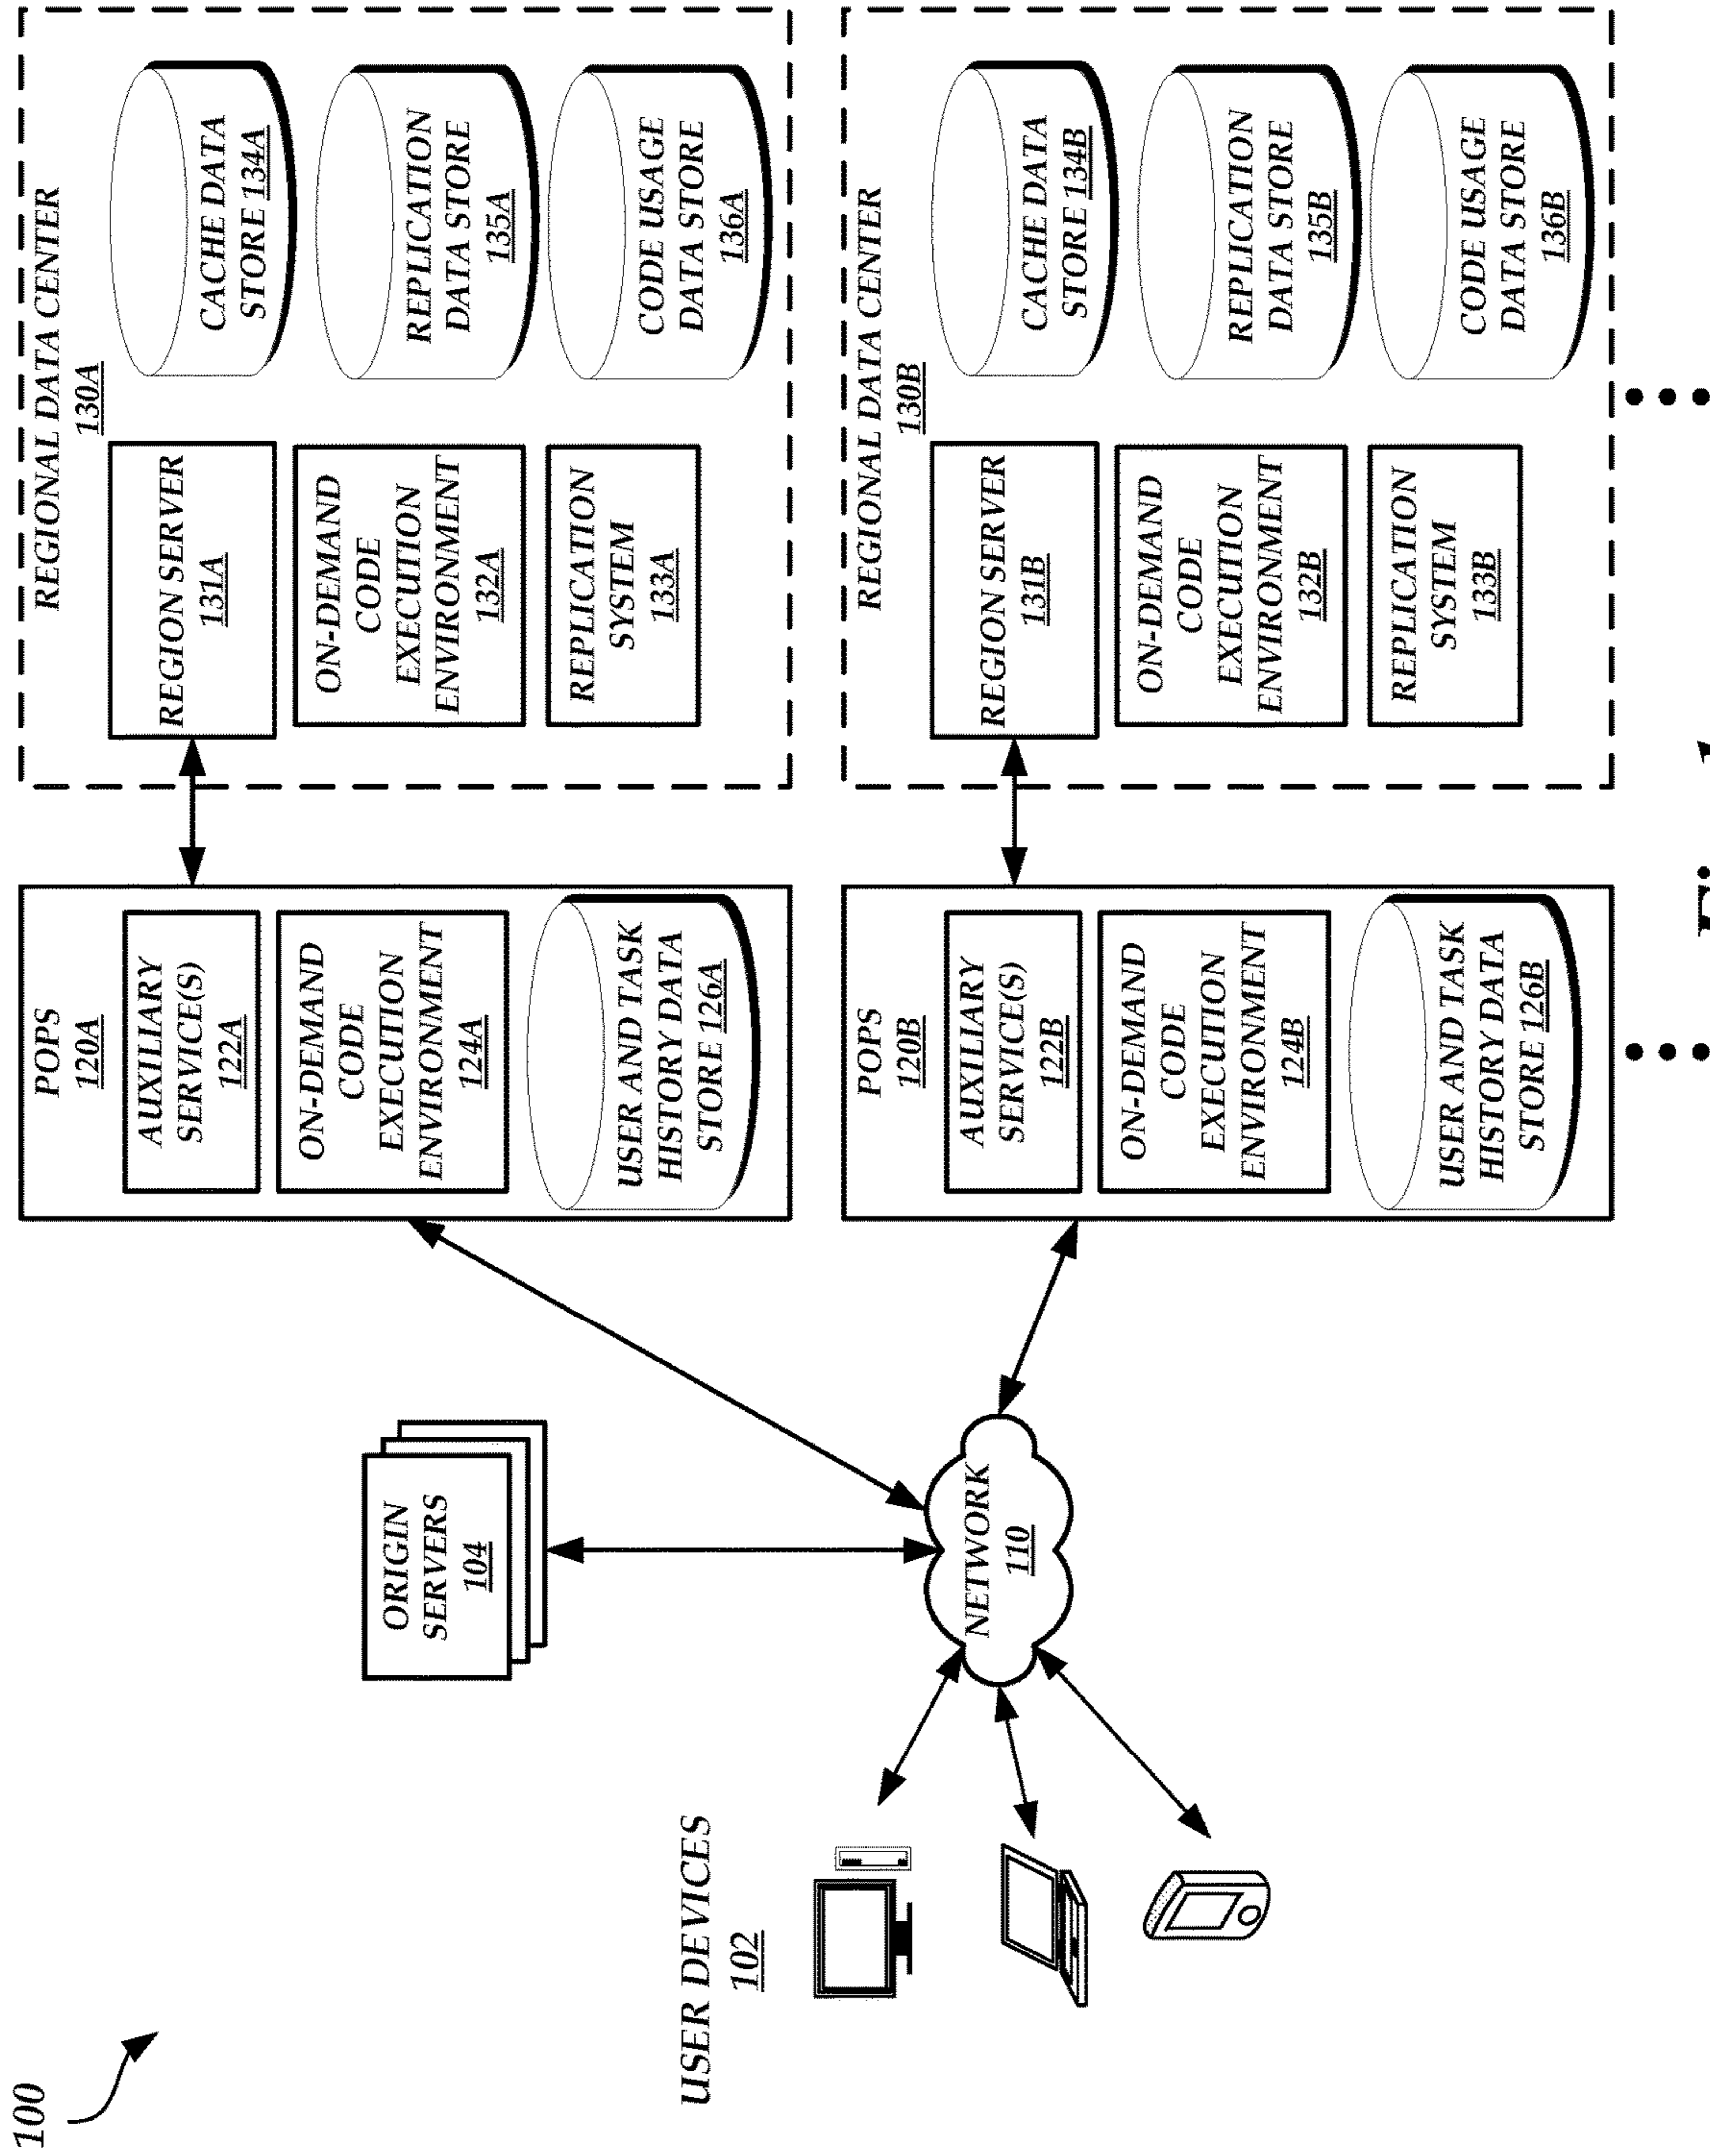 100
USER DEVICES
102
ORIGIN
SERVERS
104
NETWORK
110
POPS
120A
AUXILIARY
SERVICE(S)
122A
ON-DEMAND
CODE
EXECUTION
ENVIRONMENT
124A
USER AND TASK
HISTORY DATA
STORE 126A
REGIONAL DATA CENTER
130A
REGION SERVER
131A
ON-DEMAND
CODE
EXECUTION
ENVIRONMENT
132A
REPLICATION
SYSTEM
133A
CACHE DATA
STORE 134A
REPLICATION
DATA STORE
135A
CODE USAGE
DATA STORE
136A
POPS
120B
AUXILIARY
SERVICE(S)
122B
ON-DEMAND
CODE
EXECUTION
ENVIRONMENT
124B
USER AND TASK
HISTORY DATA
STORE 126B
REGIONAL DATA CENTER
130B
REGION SERVER
131B
ON-DEMAND
CODE
EXECUTION
ENVIRONMENT
132B
REPLICATION
SYSTEM
133B
CACHE DATA
STORE 134B
REPLICATION
DATA STORE
135B
CODE USAGE
DATA STORE
136B